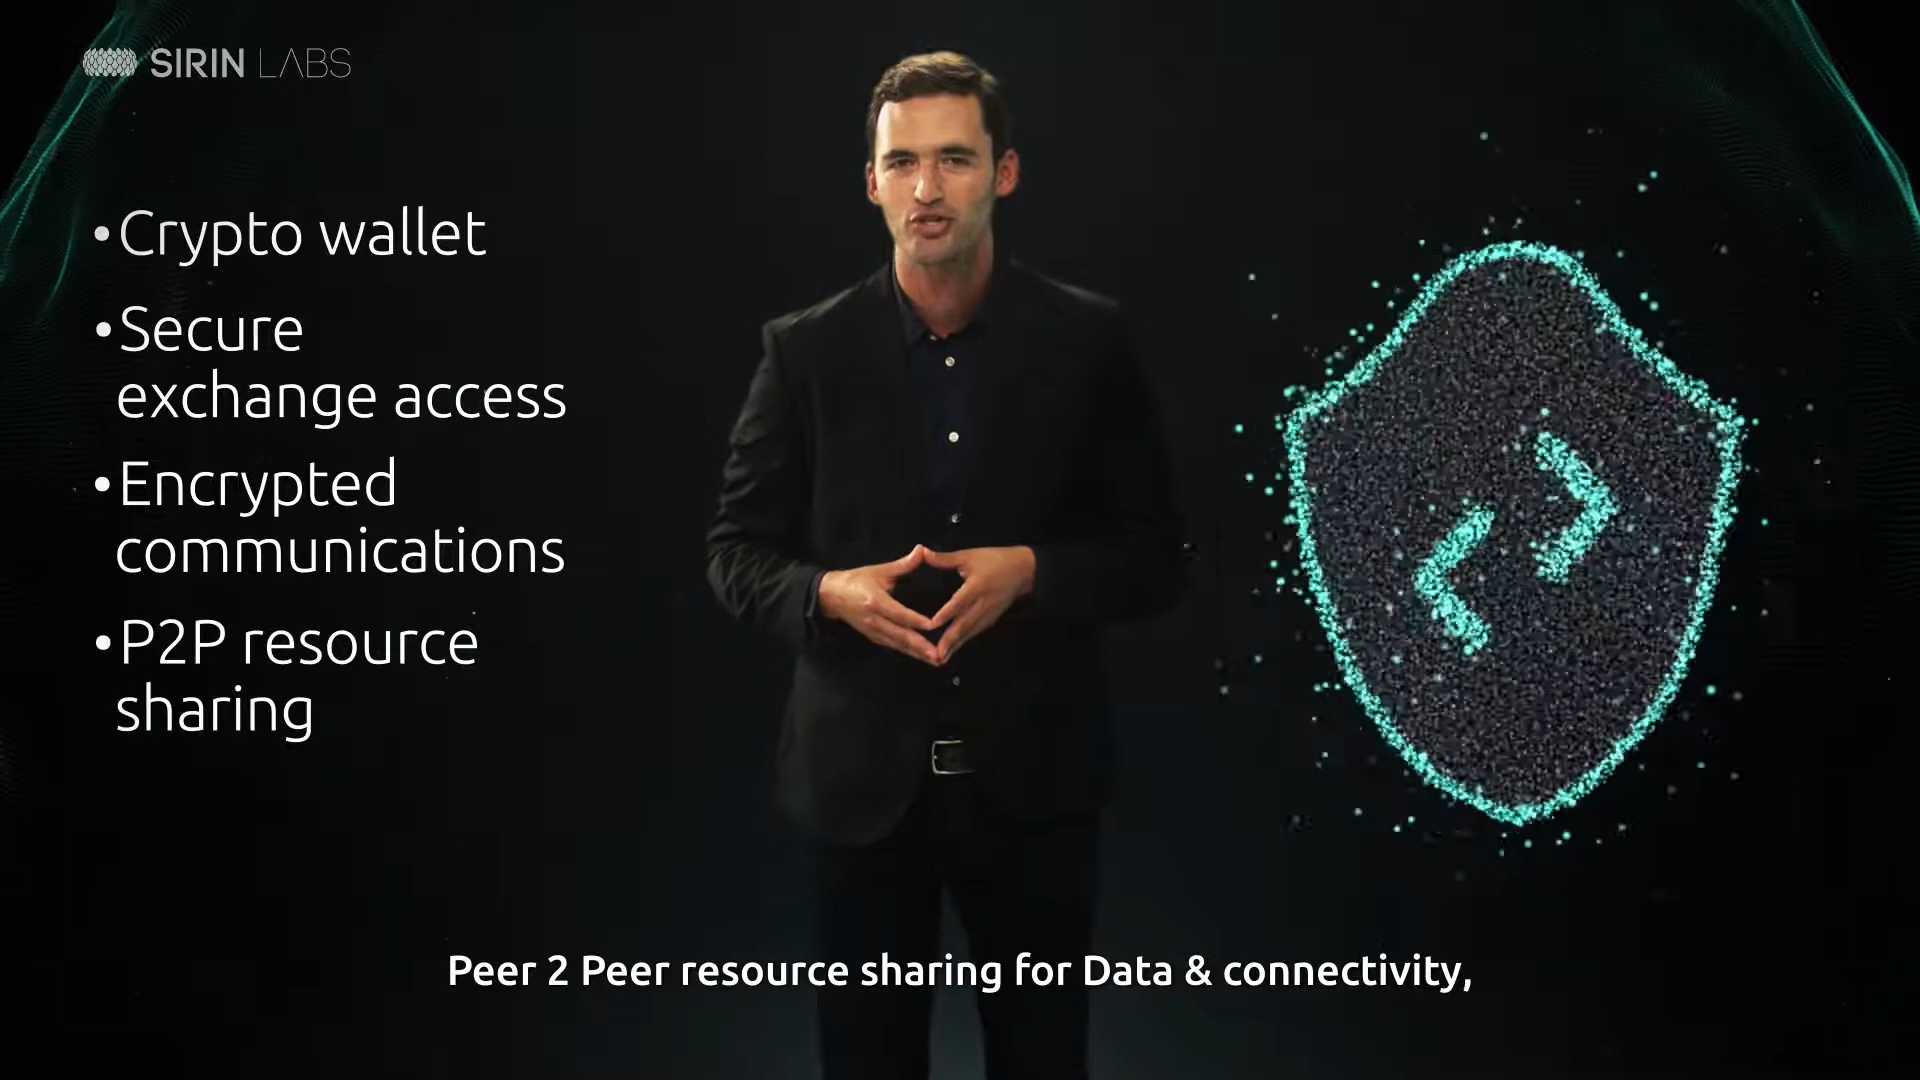 SIRIN LABS
•Crypto wallet
•Secure
exchange access
•Encrypted
communications
•P2P resource
sharing
Peer 2 Peer resource sharing for Data & connectivity,